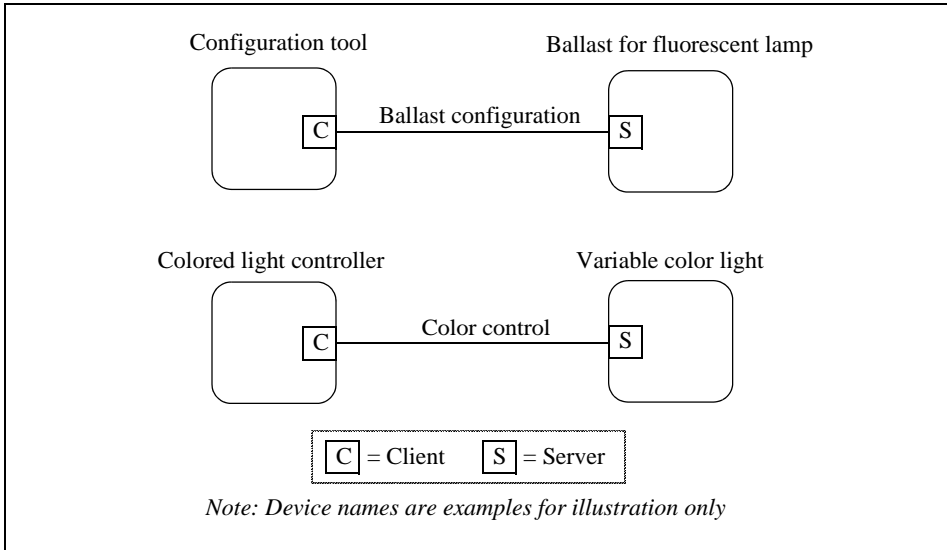 Configuration tool
Ballast for fluorescent lamp
C
Ballast configuration
S
Colored light controller
Variable color light
C
Color control
S
C = Client S = Server
Note: Device names are examples for illustration only